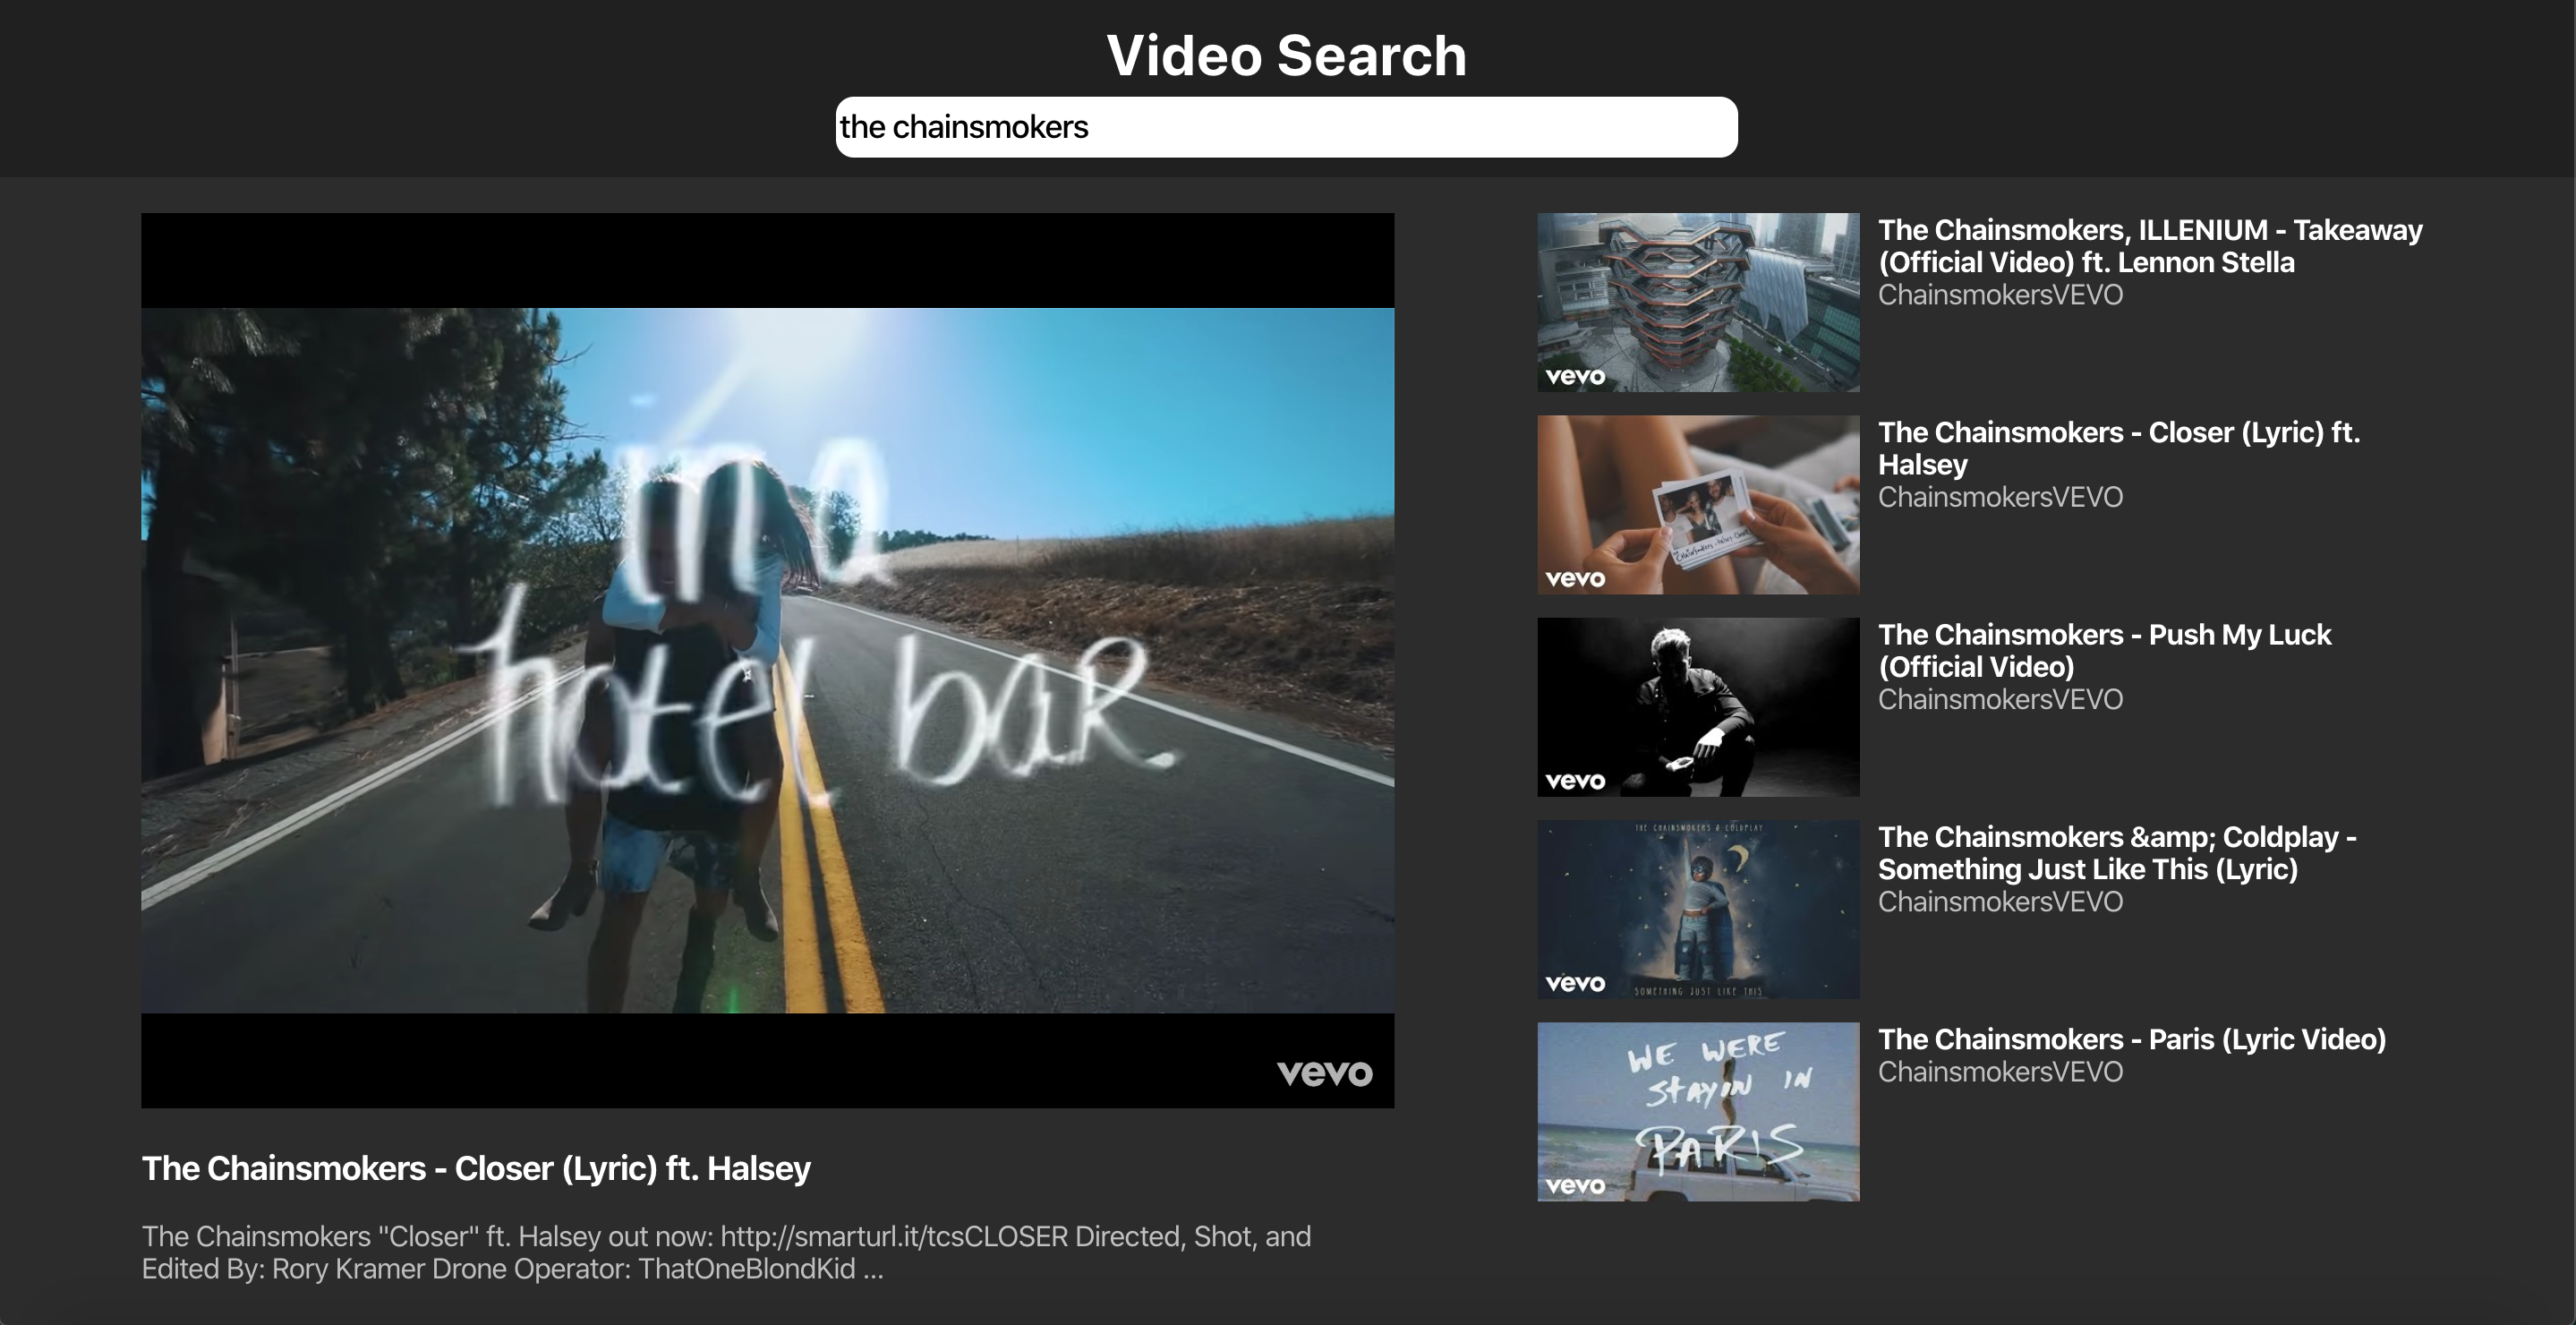 Video Search
the chainsmokers
in a
hotel bar
vevo
The Chainsmokers - Closer (Lyric) ft. Halsey
The Chainsmokers "Closer" ft. Halsey out now: http://smarturl.it/tcsCLOSER Directed, Shot, and
Edited By: Rory Kramer Drone Operator: ThatOneBlondKid ...
vevo
The Chainsmokers, ILLENIUM - Takeaway
(Official Video) ft. Lennon Stella
ChainsmokersVEVO
vevo
The Chainsmokers - Closer (Lyric) ft.
Halsey
ChainsmokersVEVO
vevo
The Chainsmokers - Push My Luck
(Official Video)
ChainsmokersVEVO
THE CHAINSMOKERS & COLDPLAY
vevo
SOMETHING JUST LIKE THIS
The Chainsmokers &amp; Coldplay -
Something Just Like This (Lyric)
ChainsmokersVEVO
WE WERE
STAYIN IN
PARIS
vevo
The Chainsmokers - Paris (Lyric Video)
ChainsmokersVEVO